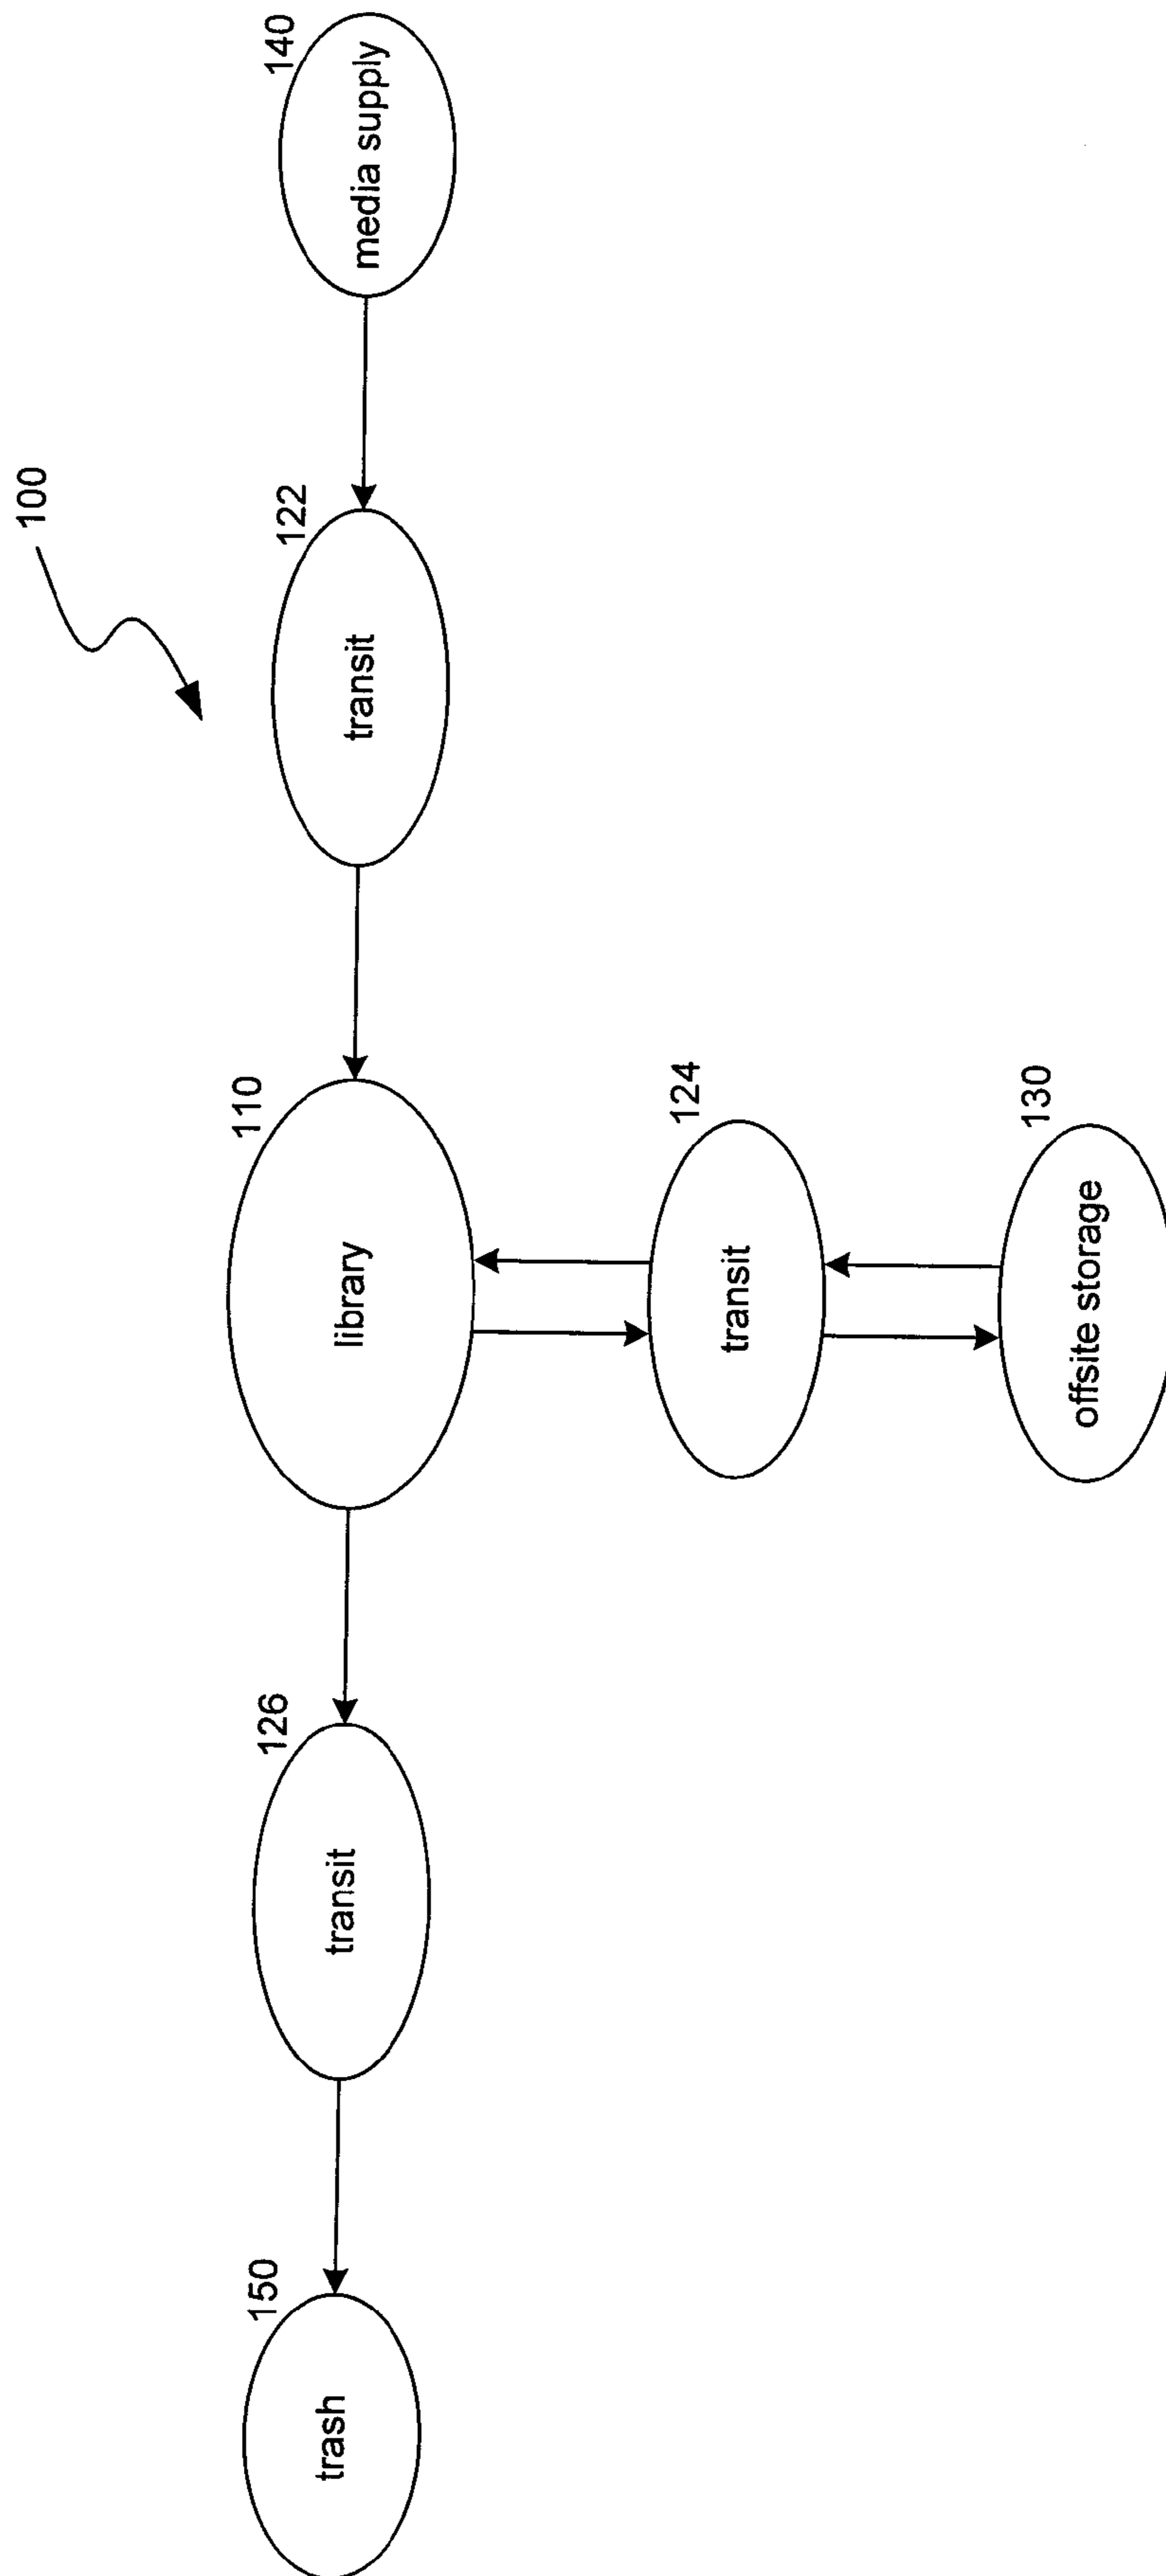 100
150
trash
126
transit
110
library
122
transit
140
media supply
124
transit
130
offsite storage